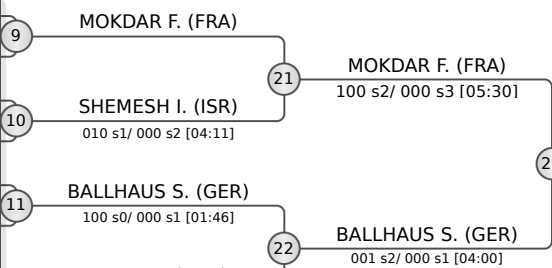 MOKDAR F. (FRA)
9
MOKDAR F. (FRA)
21
100 s2/ 000 s3 [05:30]
SHEMESH I. (ISR)
10
010 s1/ 000 s2 [04:11]
2
BALLHAUS S. (GER)
11
100 s0/ 000 s1 [01:46]
BALLHAUS S. (GER)
22
001 s2/ 000 s1 [04:00]